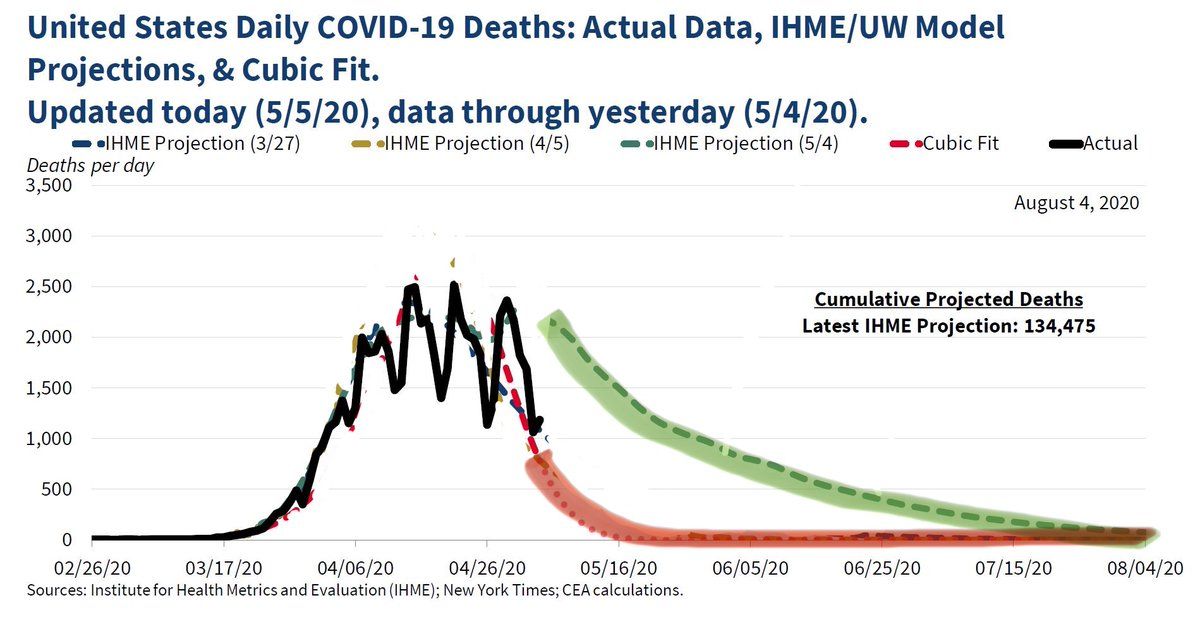 United States Daily COVID-19 Deaths: Actual Data, IHME/UW Model
Projections, & Cubic Fit.
Updated today (5/5/20), data through yesterday (5/4/20).
IHME Projection (3/27) IHME Projection (4/5) IHME Projection (5/4) Cubic Fit Actual
Deaths per day
3,500
August 4, 2020
3,000
2,500
Cumulative Projected Deaths
Latest IHME Projection: 134,475
2,000
1,500
1,000
500
0
02/26/20 03/17/20 04/06/20 04/26/20 05/16/20 06/05/20 06/25/20 07/15/20 08/04/20
Sources: Institute for Health Metrics and Evaluation (IHME); New York Times; CEA calculations.